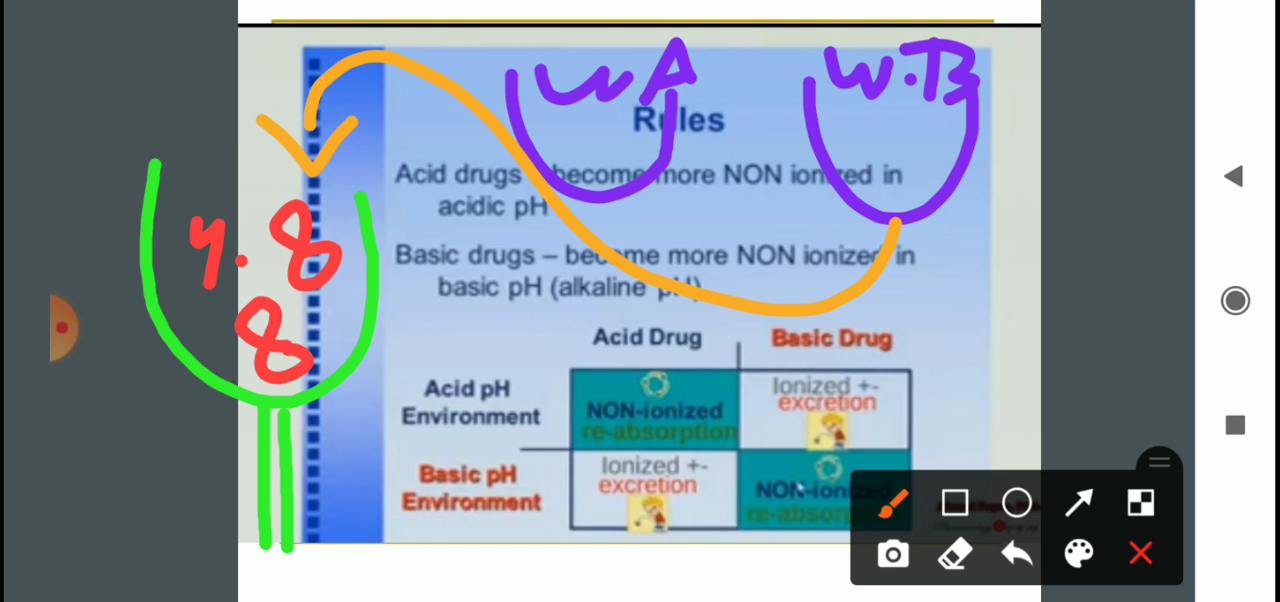 WA
W.B
Rules
Acid drugs – become more NON ionized in
acidic pH
Basic drugs – become more NON ionized in
basic pH (alkaline pH)
4.8
8
Acid Drug
Basic Drug
Acid pH
Environment
NON-ionized
re-absorption
Ionized +-
excretion
Basic pH
Environment
Ionized +-
excretion
NON-ionized